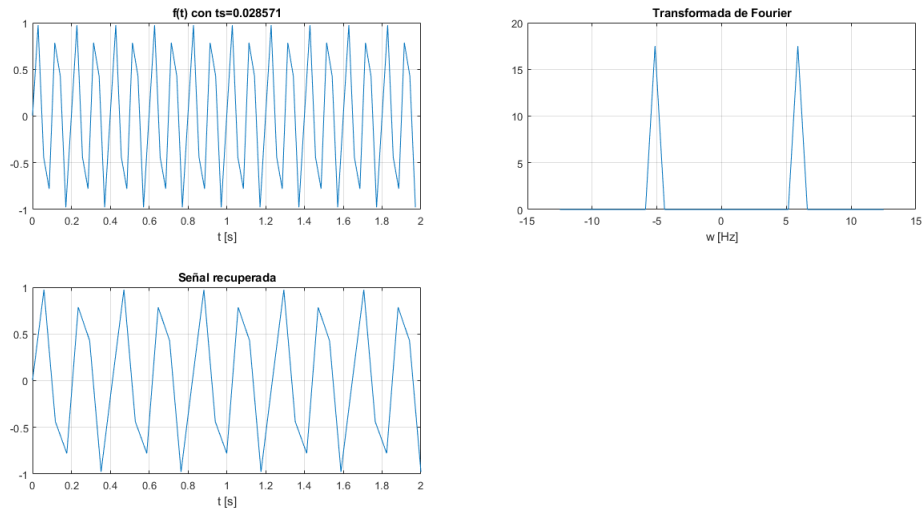 f(t) con ts=0.028571
1
0.5
0
-0.5
-1
0 0.2 0.4 0.6 0.8 1 1.2 1.4 1.6 1.8 2
t [s]
Transformada de Fourier
20
15
10
5
0
-15 -10 -5 0 5 10 15
w [Hz]
Señal recuperada
1
0.5
0
-0.5
-1
0 0.2 0.4 0.6 0.8 1 1.2 1.4 1.6 1.8 2
t [s]